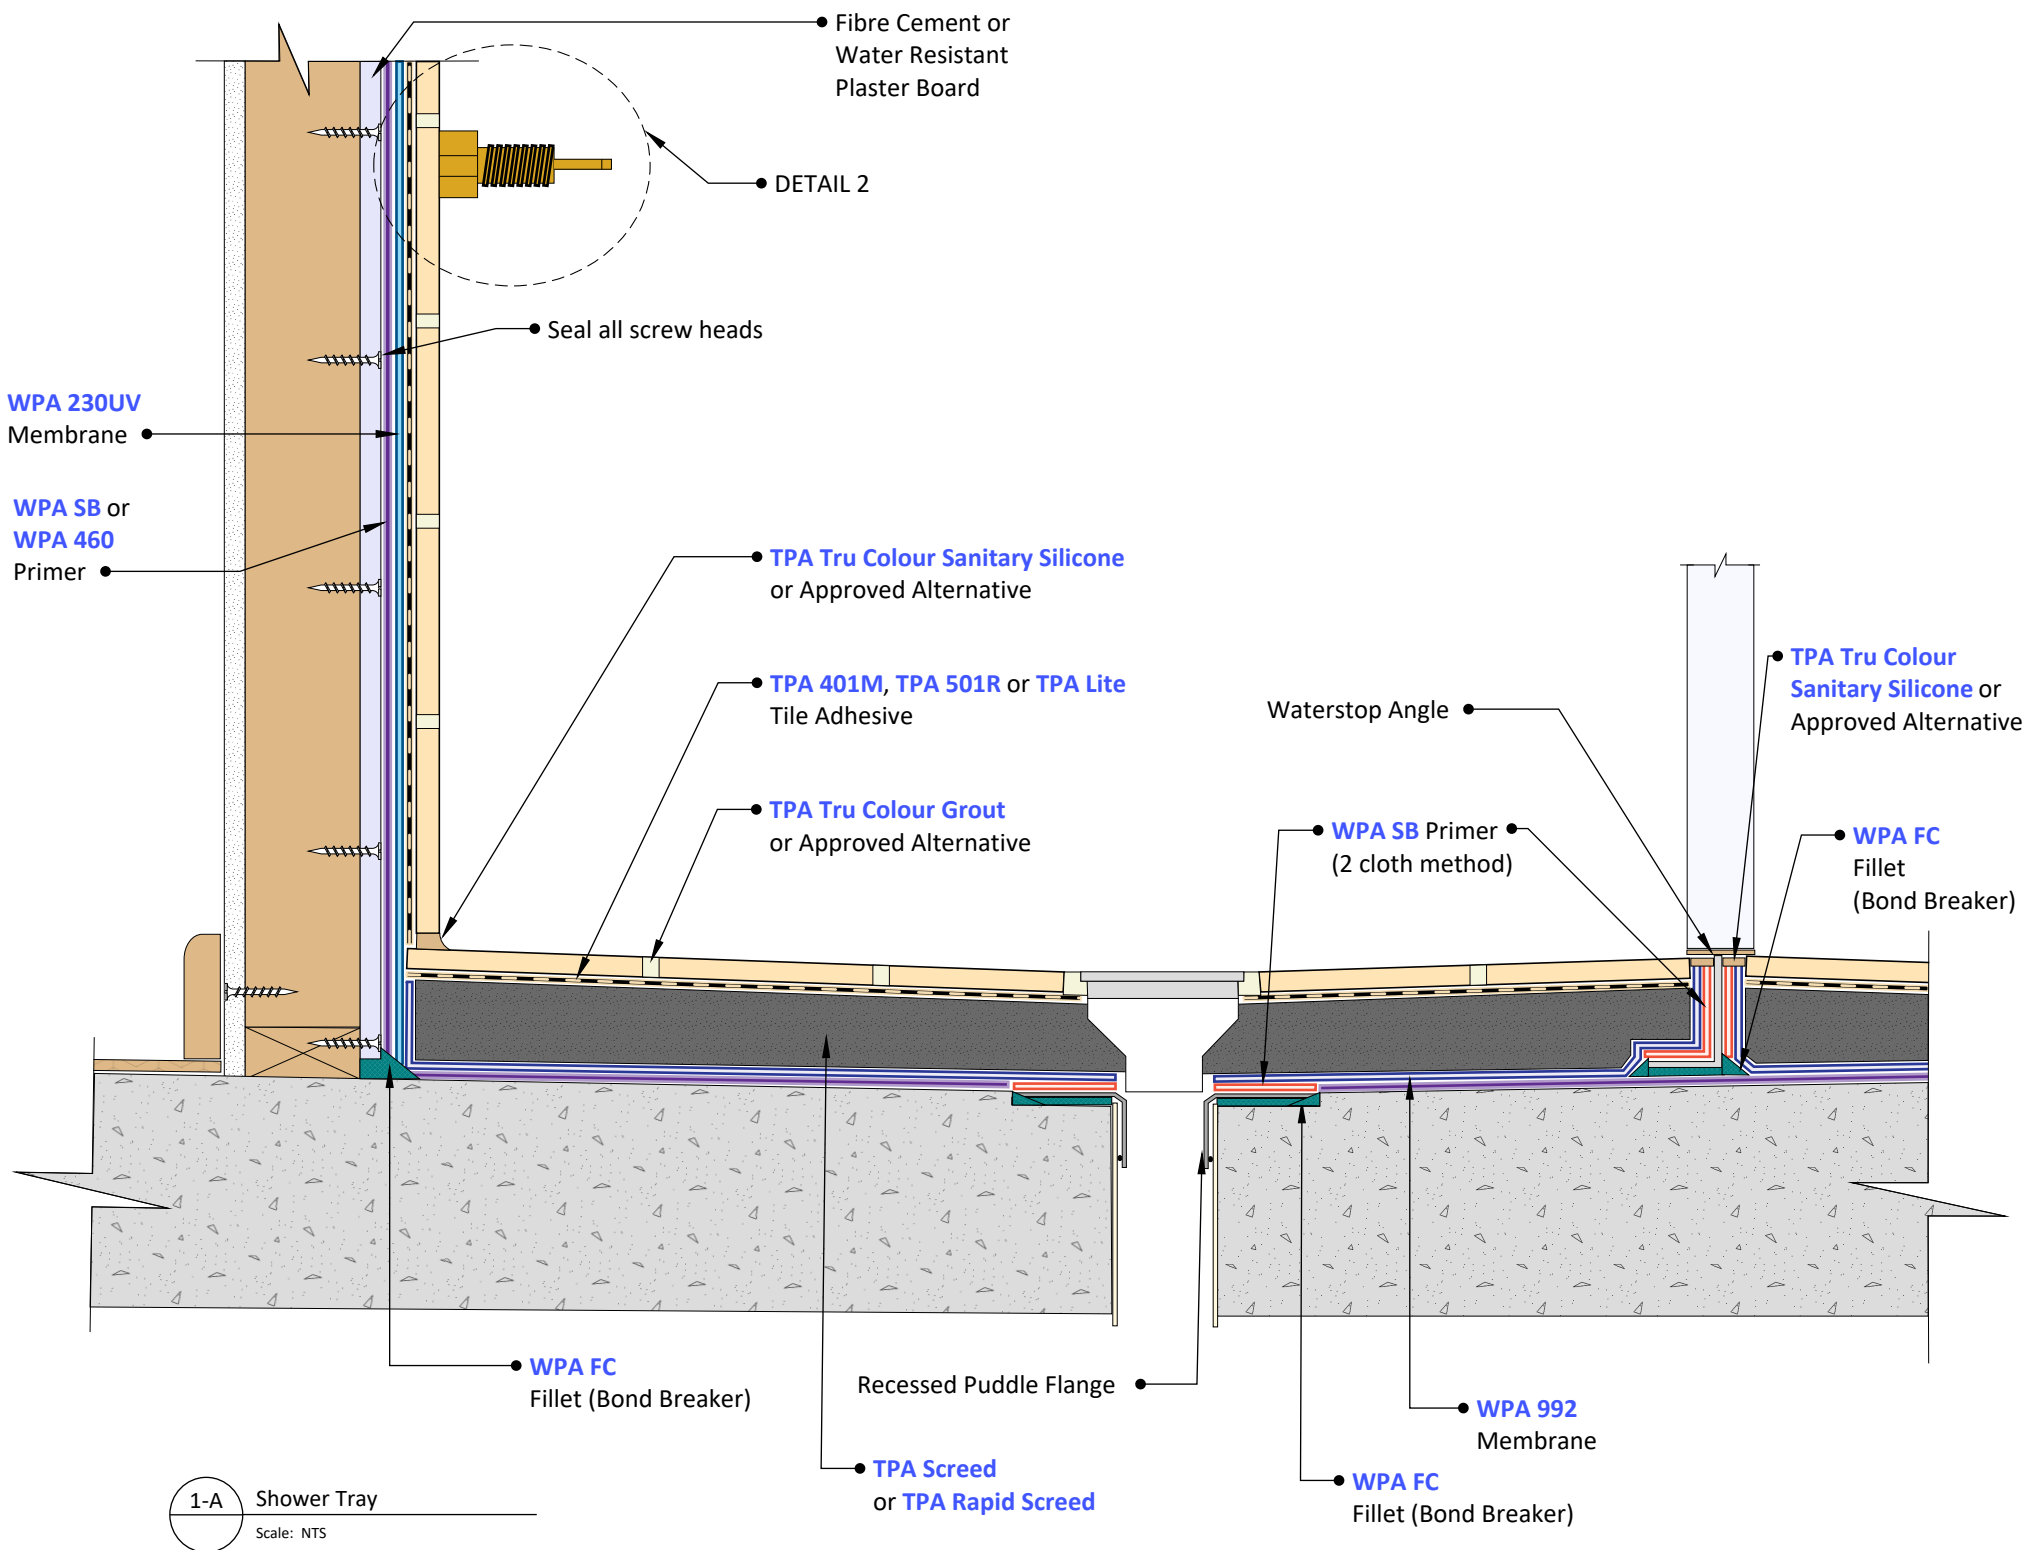 Fibre Cement or
Water Resistant
Plaster Board
DETAIL 2
Seal all screw heads
WPA 230UV
Membrane
WPA SB or
WPA 460
Primer
TPA Tru Colour Sanitary Silicone
or Approved Alternative
TPA 401M, TPA 501R or TPA Lite
Tile Adhesive
TPA Tru Colour Grout
or Approved Alternative
Waterstop Angle
TPA Tru Colour
Sanitary Silicone or
Approved Alternative
WPA SB Primer
(2 cloth method)
WPA FC
Fillet
(Bond Breaker)
WPA FC
Fillet (Bond Breaker)
Recessed Puddle Flange
WPA 992
Membrane
TPA Screed
or TPA Rapid Screed
WPA FC
Fillet (Bond Breaker)
1-A Shower Tray
Scale: NTS